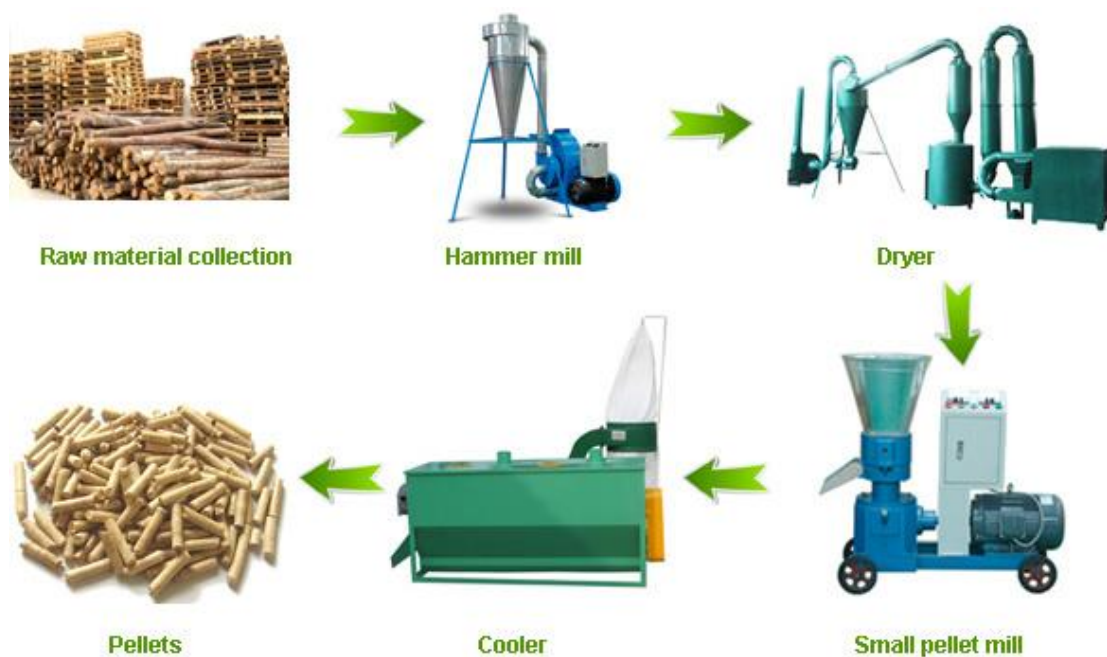 Raw material collection
Hammer mill
Dryer
Small pellet mill
Cooler
Pellets